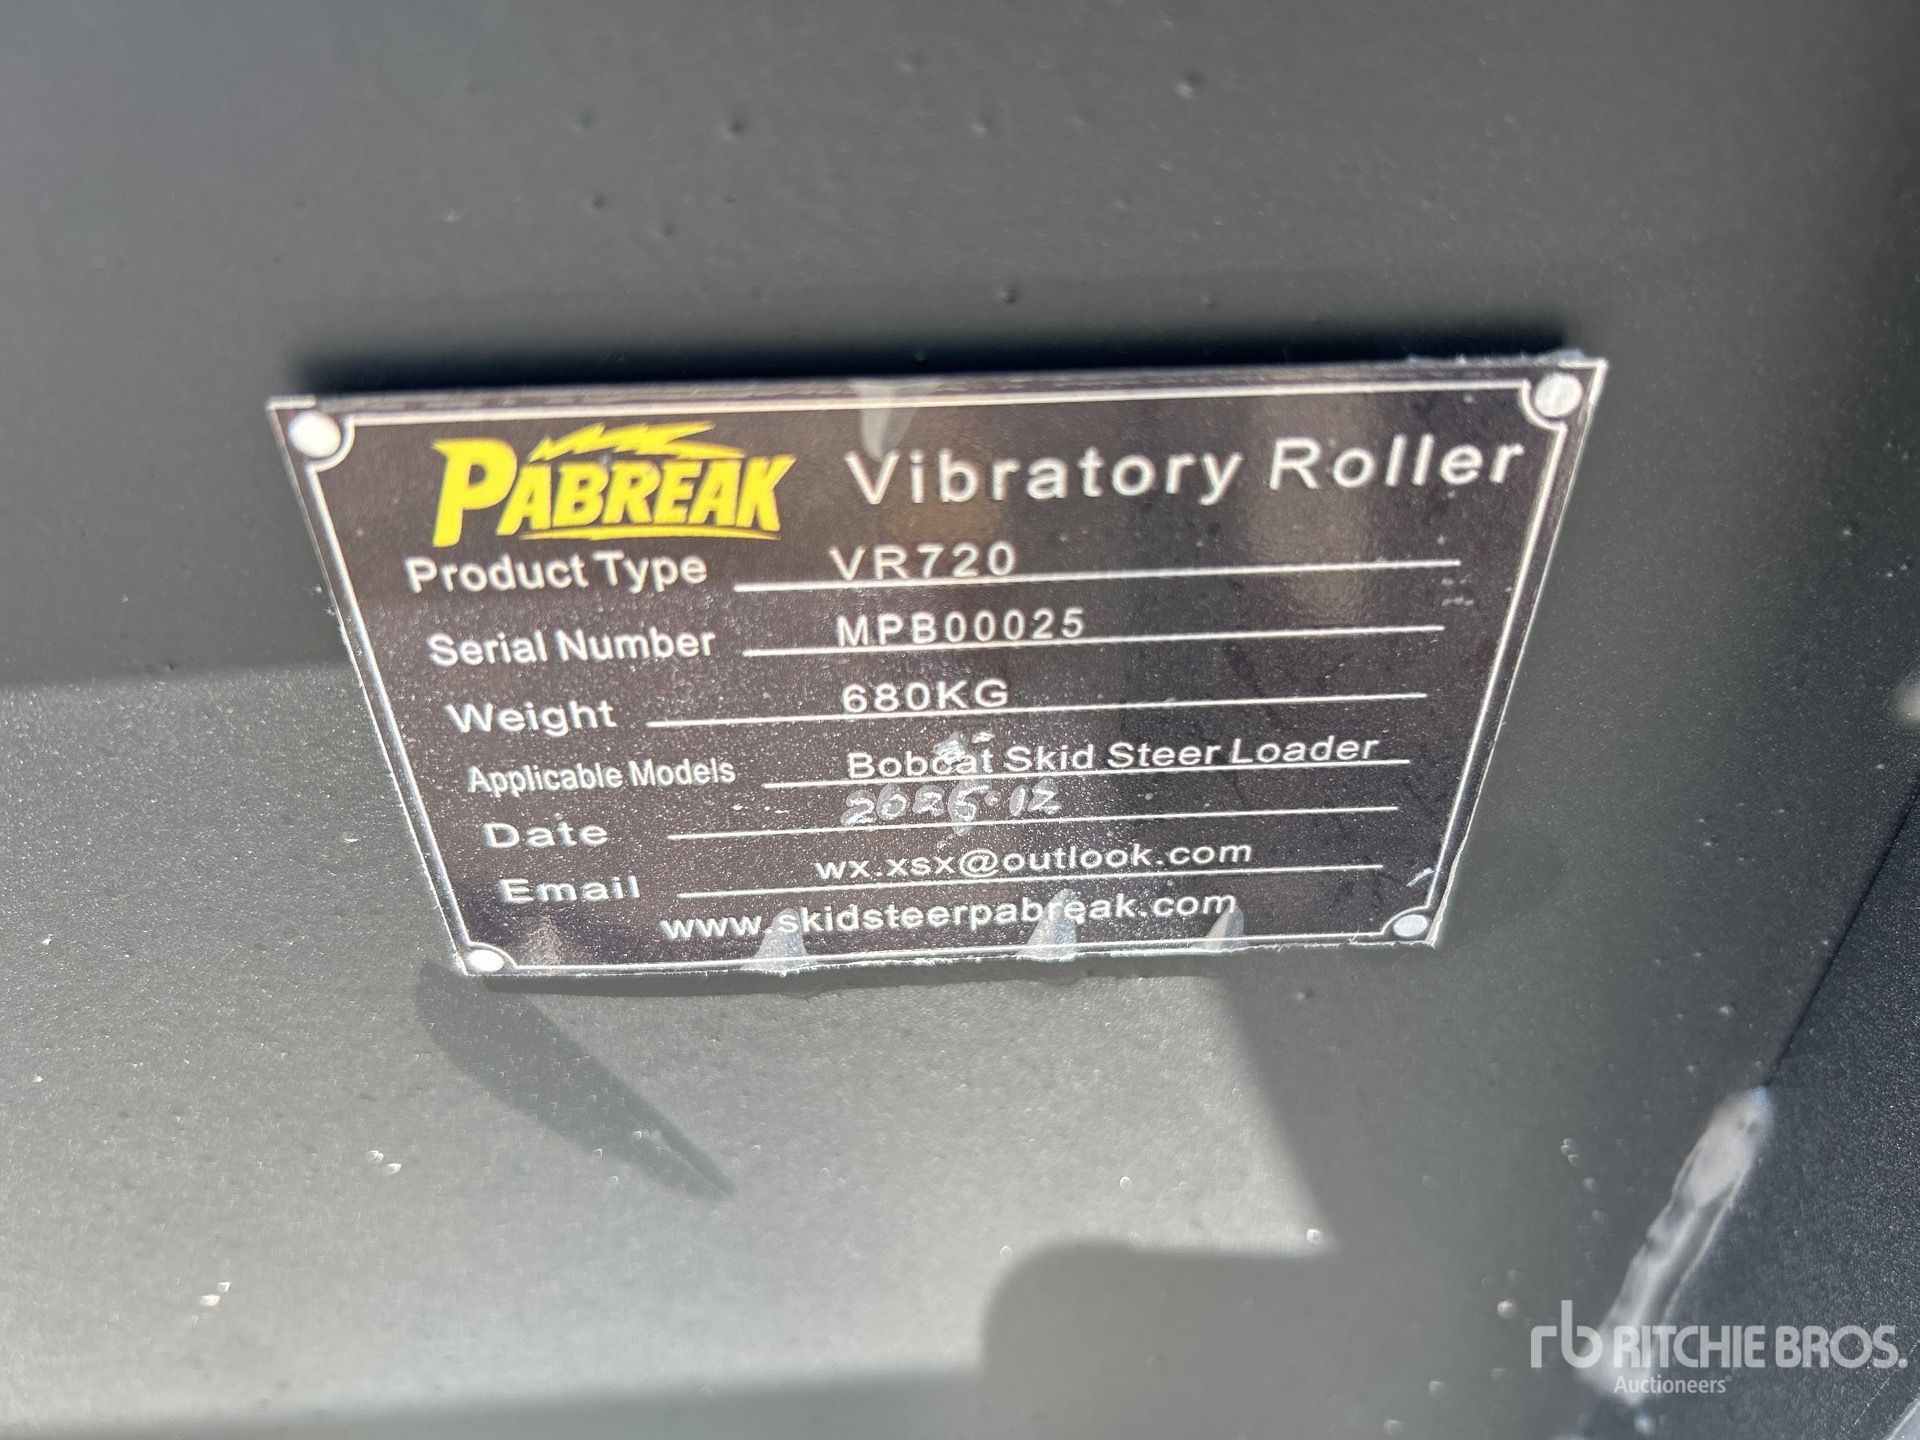 PABREAK Vibratory Roller
Product Type VR720
Serial Number MPB00025
Weight 680KG
Applicable Models Bobcat Skid Steer Loader
Date 2025.12
Email wx.xsx@outlook.com
www.skidsteerpabreak.com
rb RITCHIE BROS.
Auctioneers